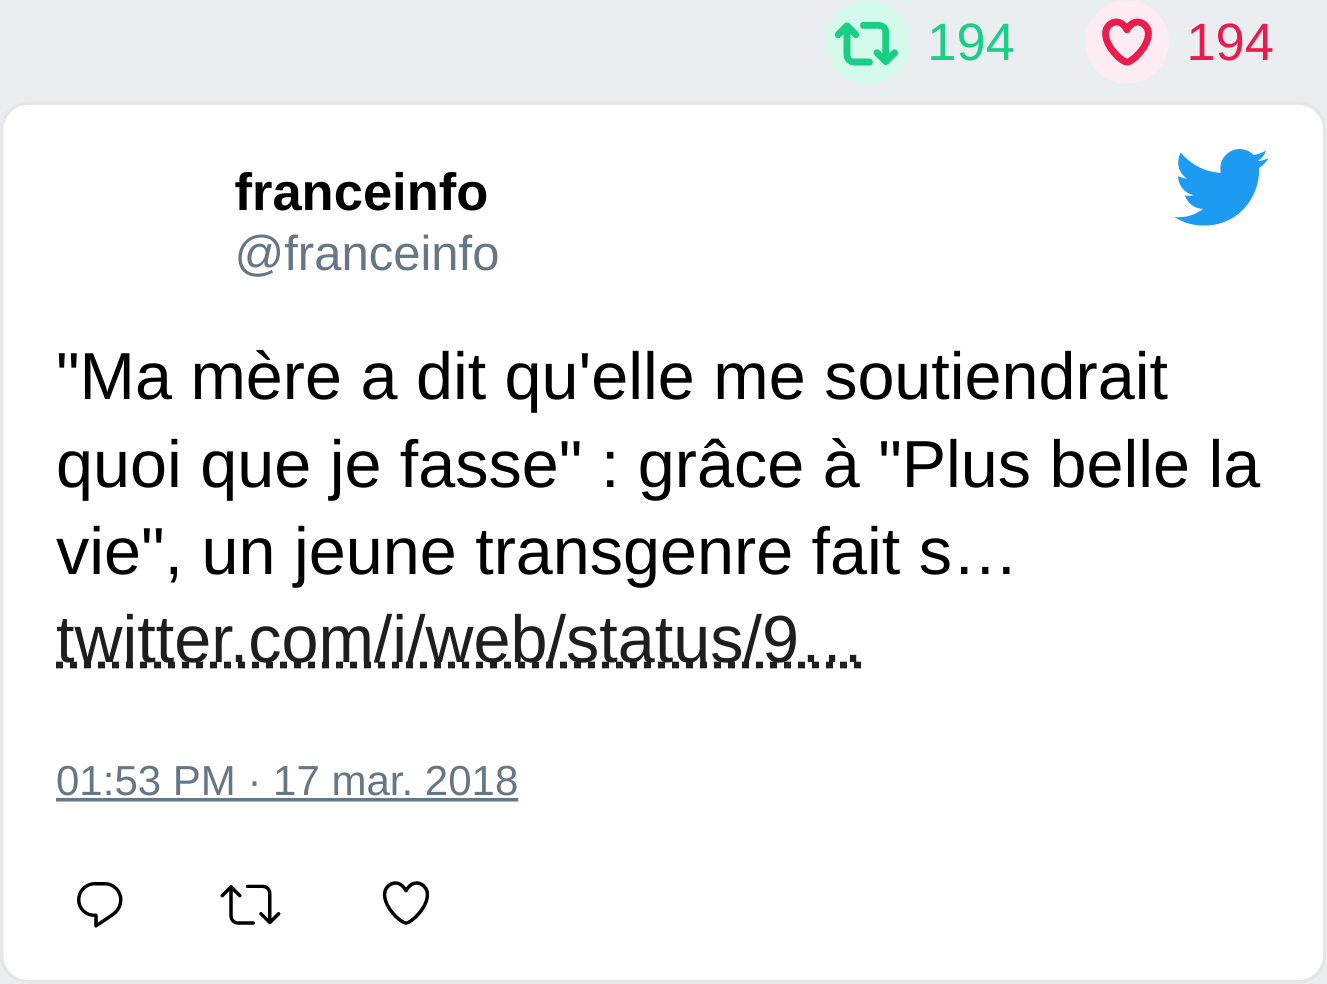 194 194
franceinfo
@franceinfo
"Ma mère a dit qu'elle me soutiendrait
quoi que je fasse" : grâce à "Plus belle la
vie", un jeune transgenre fait s…
twitter.com/i/web/status/9…
01:53 PM · 17 mar. 2018